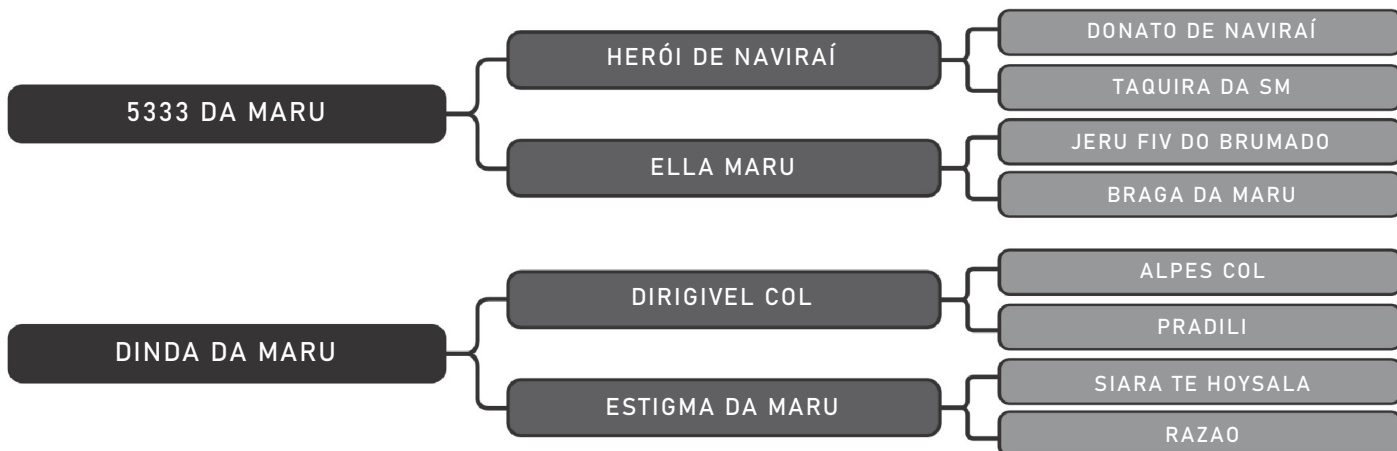 5333 DA MARU
HERÓI DE NAVIRAÍ
DONATO DE NAVIRAÍ
TAQUIRA DA SM
ELLA MARU
JERU FIV DO BRUMADO
BRAGA DA MARU
DINDA DA MARU
DIRIGIVEL COL
ALPES COL
PRADILI
ESTIGMA DA MARU
SIARA TE HOYSALA
RAZAO